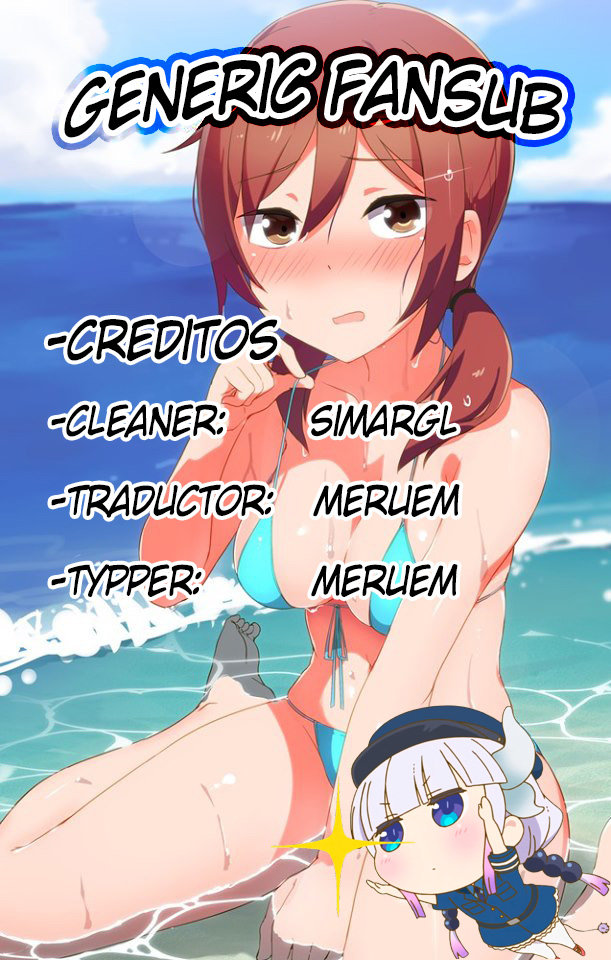 GENERIC FANSUB
-CREDITOS
-CLEANER: SIMARGL
-TRADUCTOR: MERUEM
-TYPPER: MERUEM